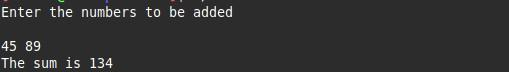 Enter the numbers to be added
45 89
The sum is 134